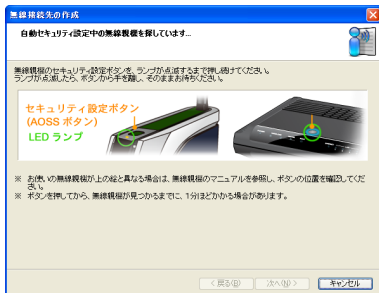 無線接続先の作成
自動セキュリティ設定中の無線親機を探しています...
無線親機のセキュリティ設定ボタンを、ランプが点滅するまで押し続けてください。
ランプが点滅したら、ボタンから手を離し、そのままお待ちください。
セキュリティ設定ボタン
(AOSS ボタン)
LED ランプ
※ お使いの無線親機が上の絵と異なる場合は、無線親機のマニュアルを参照し、ボタンの位置を確認してくだ
さい。
※ ボタンを押してから、無線親機が見つかるまでに、1分ほどかかる場合があります。
< 戻る(B)
次へ(N) >
キャンセル